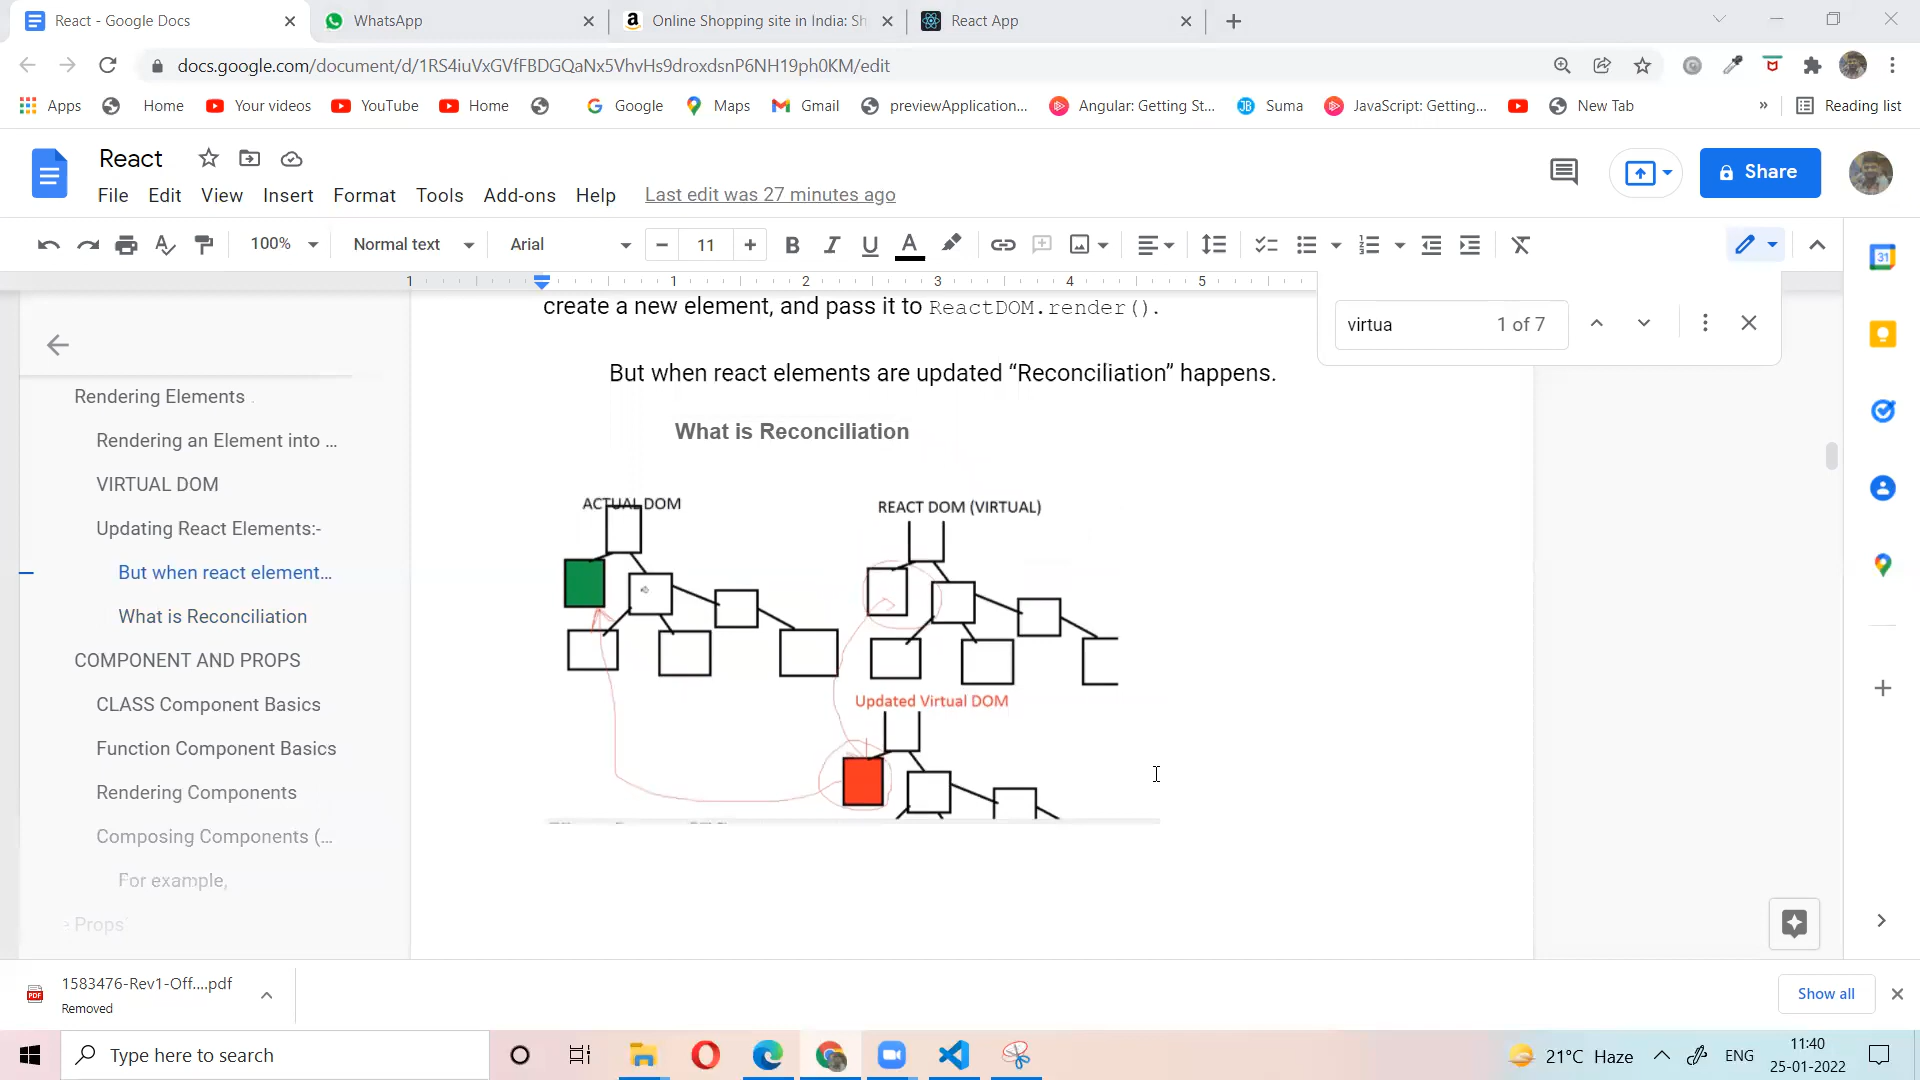 React - Google Docs
WhatsApp
Online Shopping site in India: Sh
React App
docs.google.com/document/d/1RS4iuVxGVfFBDGQaNx5VhvHs9droxdsnP6NH19ph0KM/edit
Apps
Home
Your videos
YouTube
Home
Google
Maps
Gmail
previewApplication...
Angular: Getting St...
Suma
JavaScript: Getting...
New Tab
»
Reading list
React
File Edit View Insert Format Tools Add-ons Help Last edit was 27 minutes ago
Share
100% Normal text Arial 11
1 1 2 3 4 5
virtua 1 of 7
create a new element, and pass it to ReactDOM.render().
But when react elements are updated “Reconciliation” happens.
What is Reconciliation
ACTUAL DOM
REACT DOM (VIRTUAL)
Updated Virtual DOM
Rendering Elements
Rendering an Element into ...
VIRTUAL DOM
Updating React Elements:-
But when react element...
What is Reconciliation
COMPONENT AND PROPS
CLASS Component Basics
Function Component Basics
Rendering Components
Composing Components (...
For example,
- Props
1583476-Rev1-Off....pdf
Removed
Show all
Type here to search
21°C Haze
ENG
11:40
25-01-2022